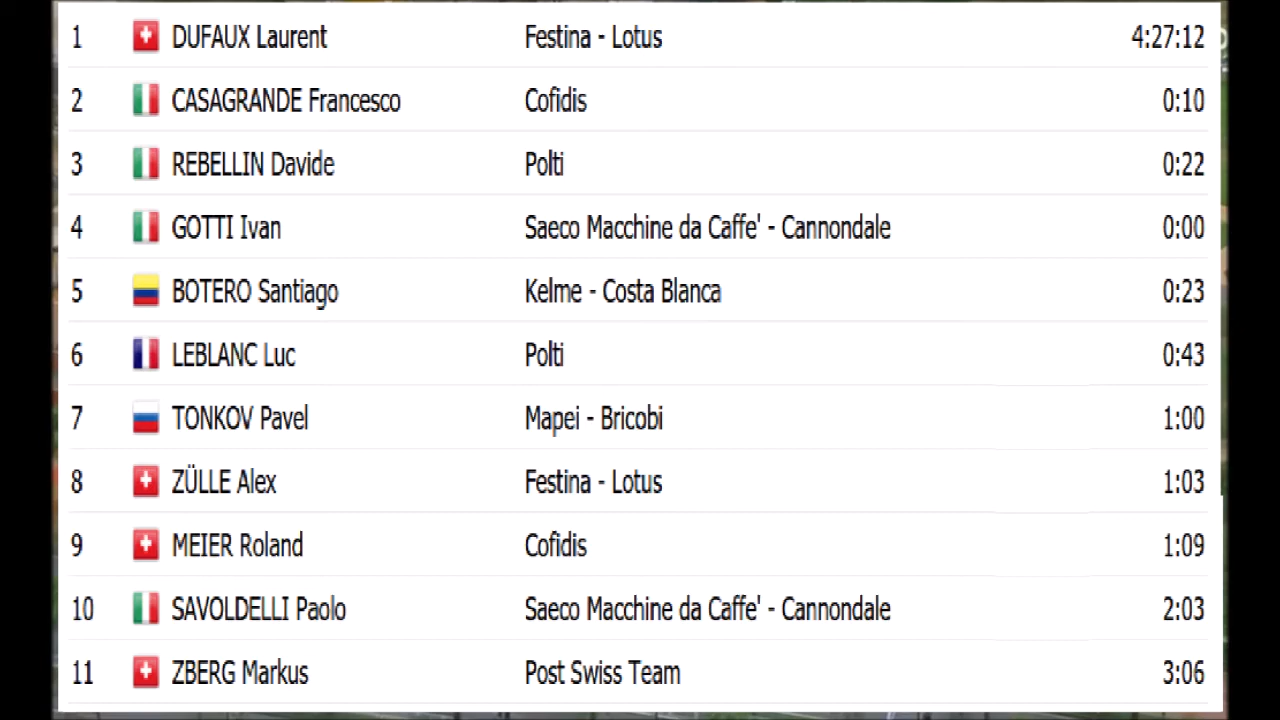 1 DUFAUX Laurent Festina - Lotus 4:27:12
2 CASAGRANDE Francesco Cofidis 0:10
3 REBELLIN Davide Polti 0:22
4 GOTTI Ivan Saeco Macchine da Caffe' - Cannondale 0:00
5 BOTERO Santiago Kelme - Costa Blanca 0:23
6 LEBLANC Luc Polti 0:43
7 TONKOV Pavel Mapei - Bricobi 1:00
8 ZÜLLE Alex Festina - Lotus 1:03
9 MEIER Roland Cofidis 1:09
10 SAVOLDELLI Paolo Saeco Macchine da Caffe' - Cannondale 2:03
11 ZBERG Markus Post Swiss Team 3:06